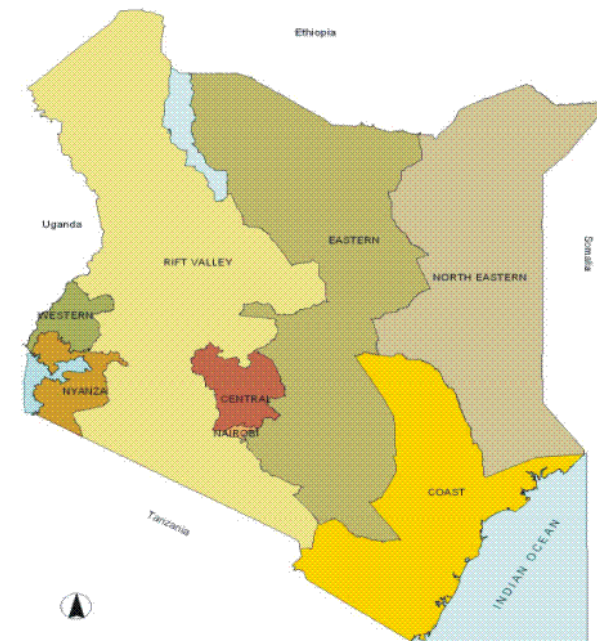 Ethiopia
Uganda
EASTERN
Somalia
RIFT VALLEY
NORTH EASTERN
WESTERN
NYANZA
CENTRAL
NAIROBI
COAST
Tanzania
INDIAN OCEAN